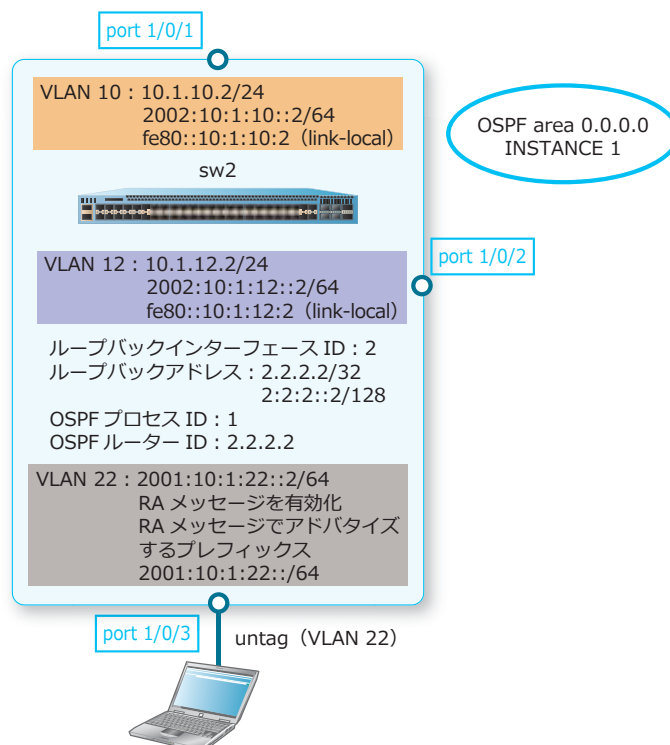 port 1/0/1
VLAN 10：10.1.10.2/24
2002:10:1:10::2/64
fe80::10:1:10:2（link-local）
OSPF area 0.0.0.0
INSTANCE 1
sw2
port 1/0/2
VLAN 12：10.1.12.2/24
2002:10:1:12::2/64
fe80::10:1:12:2（link-local）
ループバックインターフェース ID：2
ループバックアドレス：2.2.2.2/32
2:2:2::2/128
OSPF プロセス ID：1
OSPF ルーター ID：2.2.2.2
VLAN 22：2001:10:1:22::2/64
RA メッセージを有効化
RA メッセージでアドバタイズ
するプレフィックス
2001:10:1:22::/64
port 1/0/3
untag（VLAN 22）